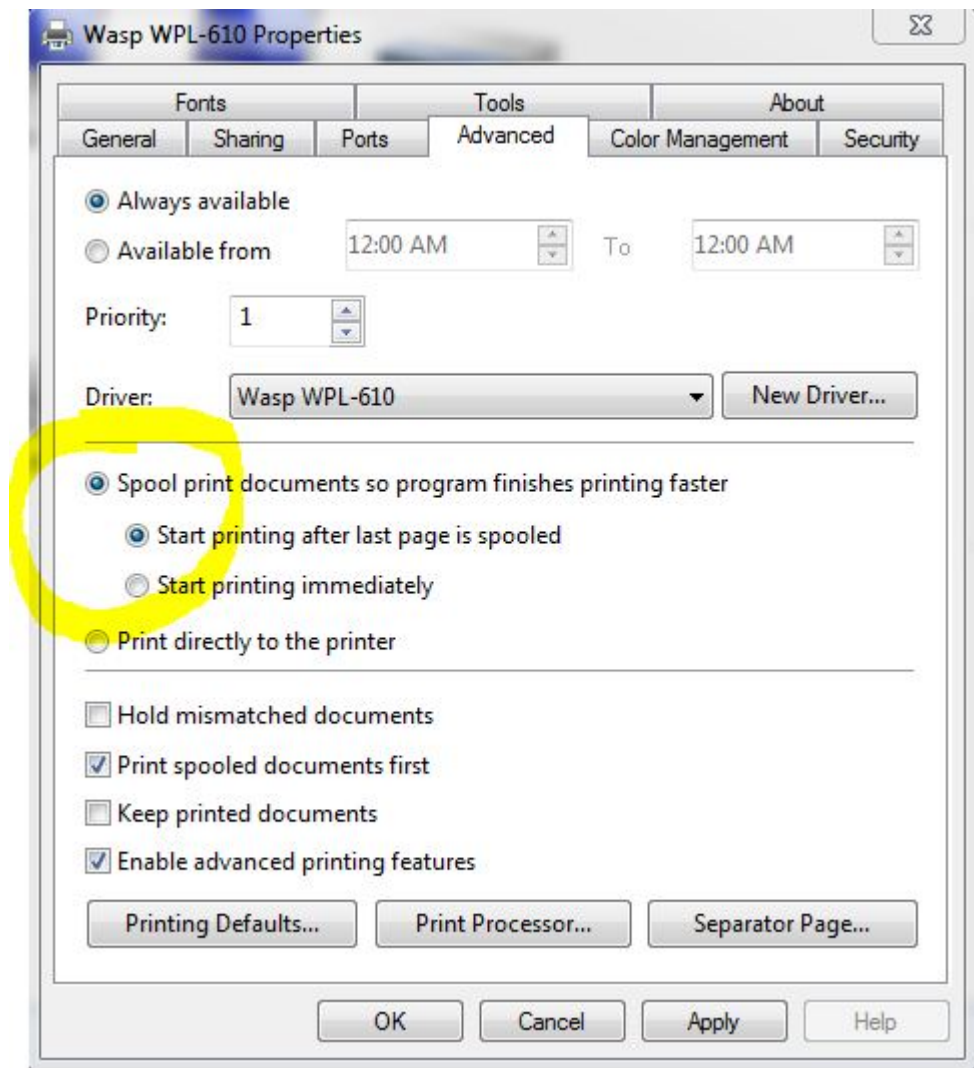 Wasp WPL-610 Properties
Fonts Tools About
General Sharing Ports Advanced Color Management Security
Always available
Available from 12:00 AM To 12:00 AM
Priority: 1
Driver: Wasp WPL-610 New Driver...
Spool print documents so program finishes printing faster
Start printing after last page is spooled
Start printing immediately
Print directly to the printer
Hold mismatched documents
Print spooled documents first
Keep printed documents
Enable advanced printing features
Printing Defaults... Print Processor... Separator Page...
OK Cancel Apply Help